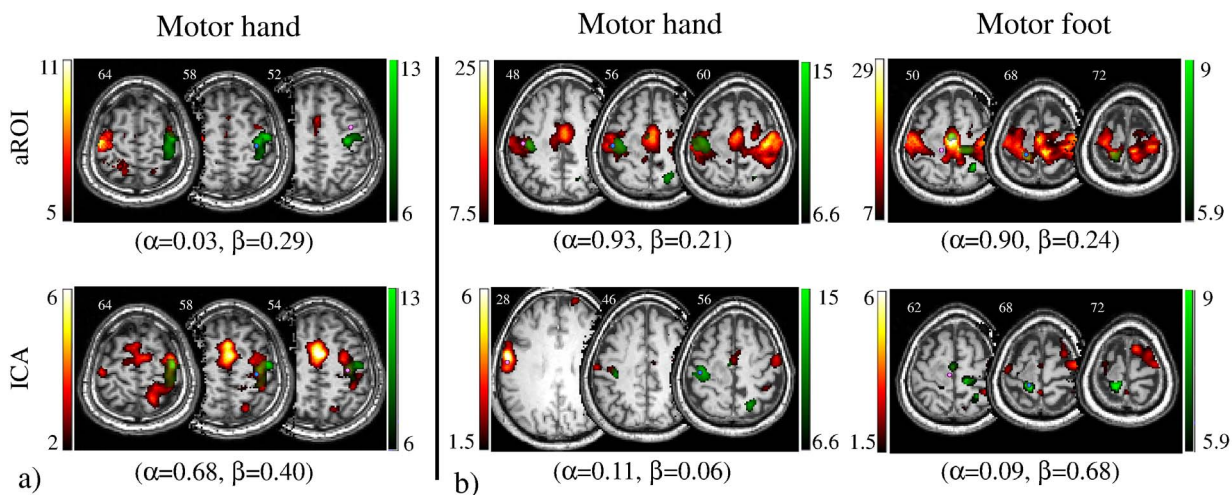 Motor hand Motor hand Motor foot
aROI
11 64 58 52 13
5 6
(α=0.03, β=0.29)
25 48 56 60 15
7.5 6.6
(α=0.93, β=0.21)
29 50 68 72 9
7 5.9
(α=0.90, β=0.24)
ICA
6 64 58 54 13
2 6
a) (α=0.68, β=0.40)
6 28 46 56 15
1.5 6.6
b) (α=0.11, β=0.06)
6 62 68 72 9
1.5 5.9
(α=0.09, β=0.68)